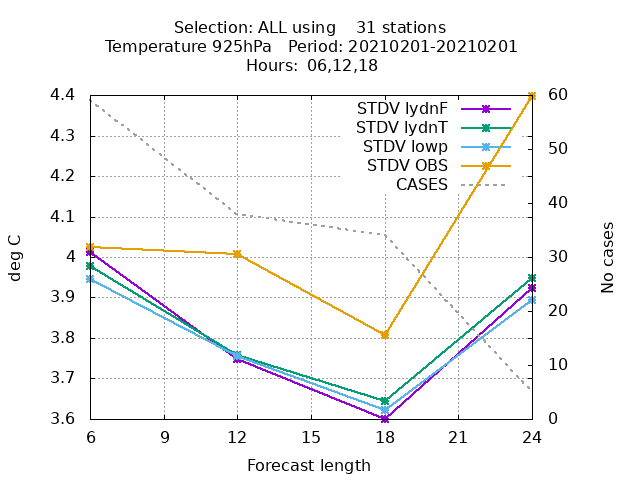 Selection: ALL using    31 stations
Temperature 925hPa   Period: 20210201-20210201
Hours:  06,12,18
STDV lydnF
STDV lydnT
STDV lowp
STDV OBS
CASES
4.4
4.3
4.2
4.1
4
3.9
3.8
3.7
3.6
deg C
60
50
40
30
20
10
0
No cases
6 9 12 15 18 21 24
Forecast length